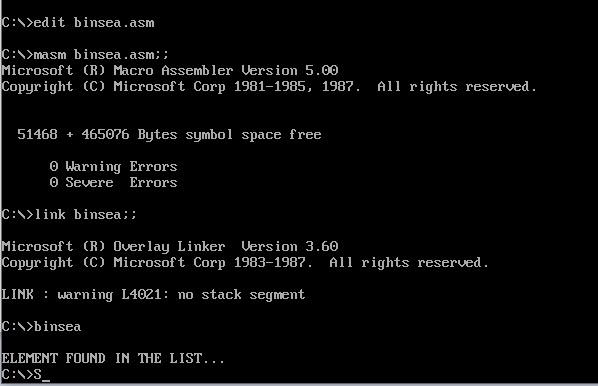 C:\>edit binsea.asm
C:\>masm binsea.asm;;
Microsoft (R) Macro Assembler Version 5.00
Copyright (C) Microsoft Corp 1981-1985, 1987.  All rights reserved.
51468 + 465076 Bytes symbol space free
0 Warning Errors
0 Severe  Errors
C:\>link binsea;;
Microsoft (R) Overlay Linker  Version 3.60
Copyright (C) Microsoft Corp 1983-1987.  All rights reserved.
LINK : warning L4021: no stack segment
C:\>binsea
ELEMENT FOUND IN THE LIST...
C:\>S_